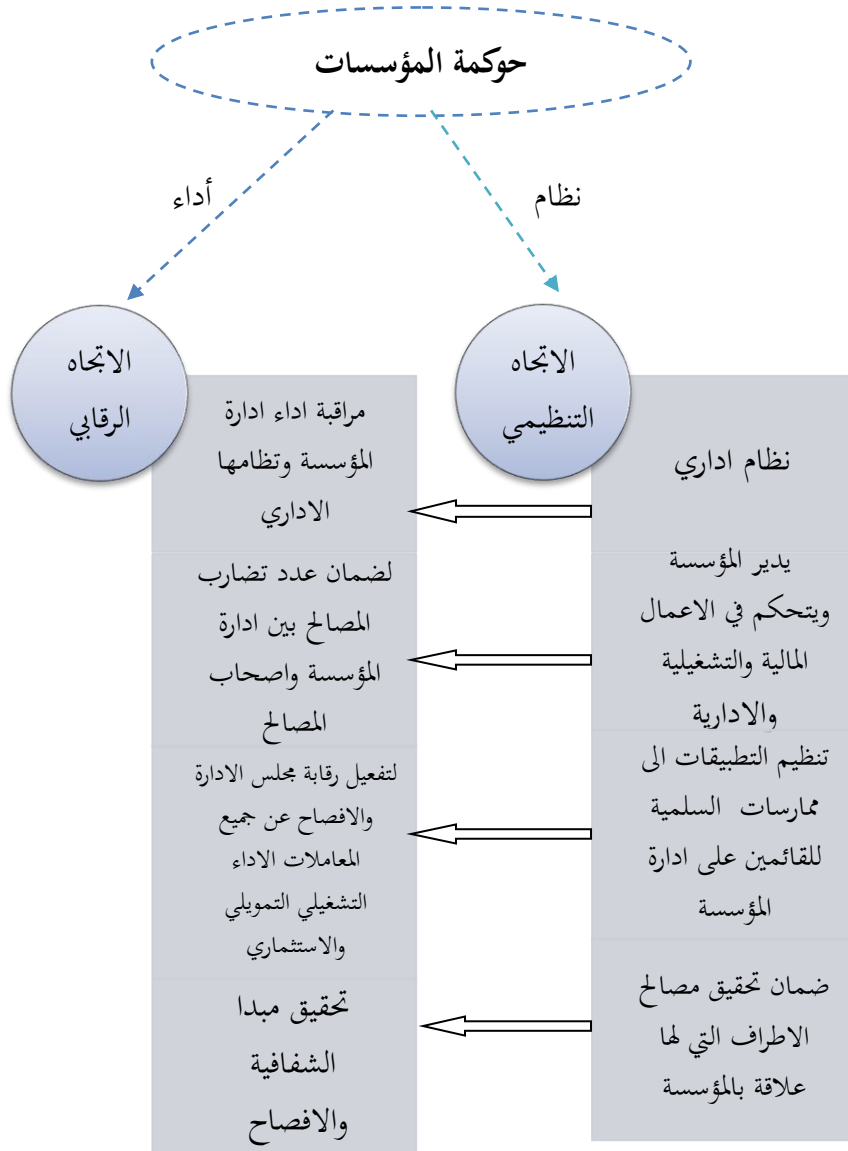 حوكمة المؤسسات
نظام
أداء
الاتجاه
التنظيمي
الاتجاه
الرقابي
نظام اداري
يدير المؤسسة
ويتحكم في الاعمال
المالية والتشغيلية
والادارية
تنظيم التطبيقات الى
ممارسات السلمية
للقائمين على ادارة
المؤسسة
ضمان تحقيق مصالح
الاطراف التي لها
علاقة بالمؤسسة
مراقبة اداء ادارة
المؤسسة وتظامها
الاداري
لضمان عدد تضارب
المصالح بين ادارة
المؤسسة واصحاب
المصالح
لتفعيل رقابة مجلس الادارة
والافصاح عن جميع
المعاملات الاداء
التشغيلي التمويلي
والاستثماري
تحقيق مبدا
الشفافية
والافصاح